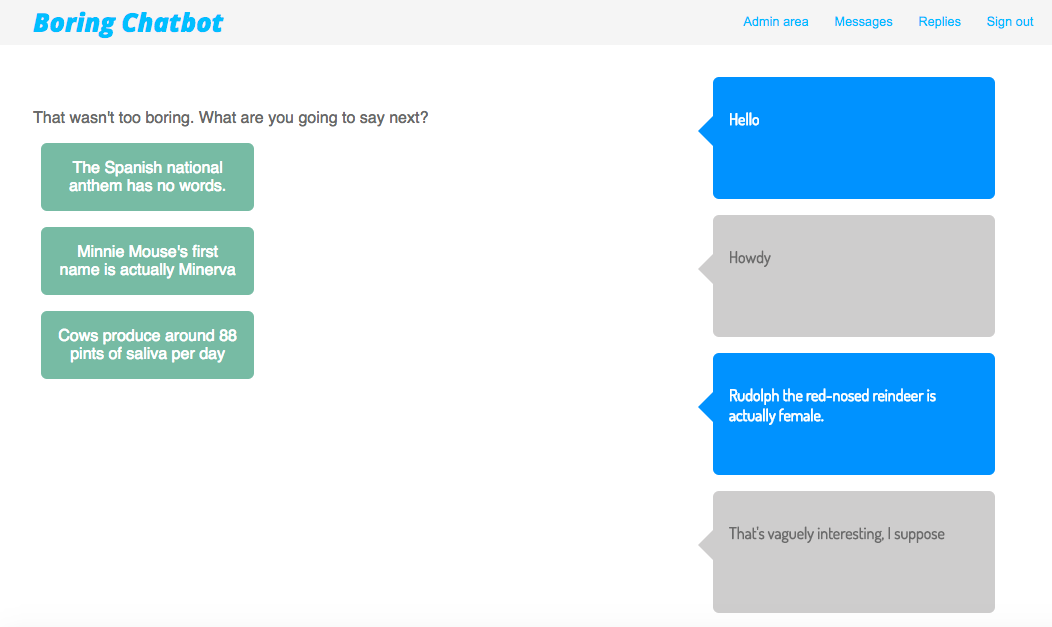 Boring Chatbot
Admin area Messages Replies Sign out
That wasn't too boring. What are you going to say next?
The Spanish national
anthem has no words.
Minnie Mouse's first
name is actually Minerva
Cows produce around 88
pints of saliva per day
Hello
Howdy
Rudolph the red-nosed reindeer is
actually female.
That's vaguely interesting, I suppose